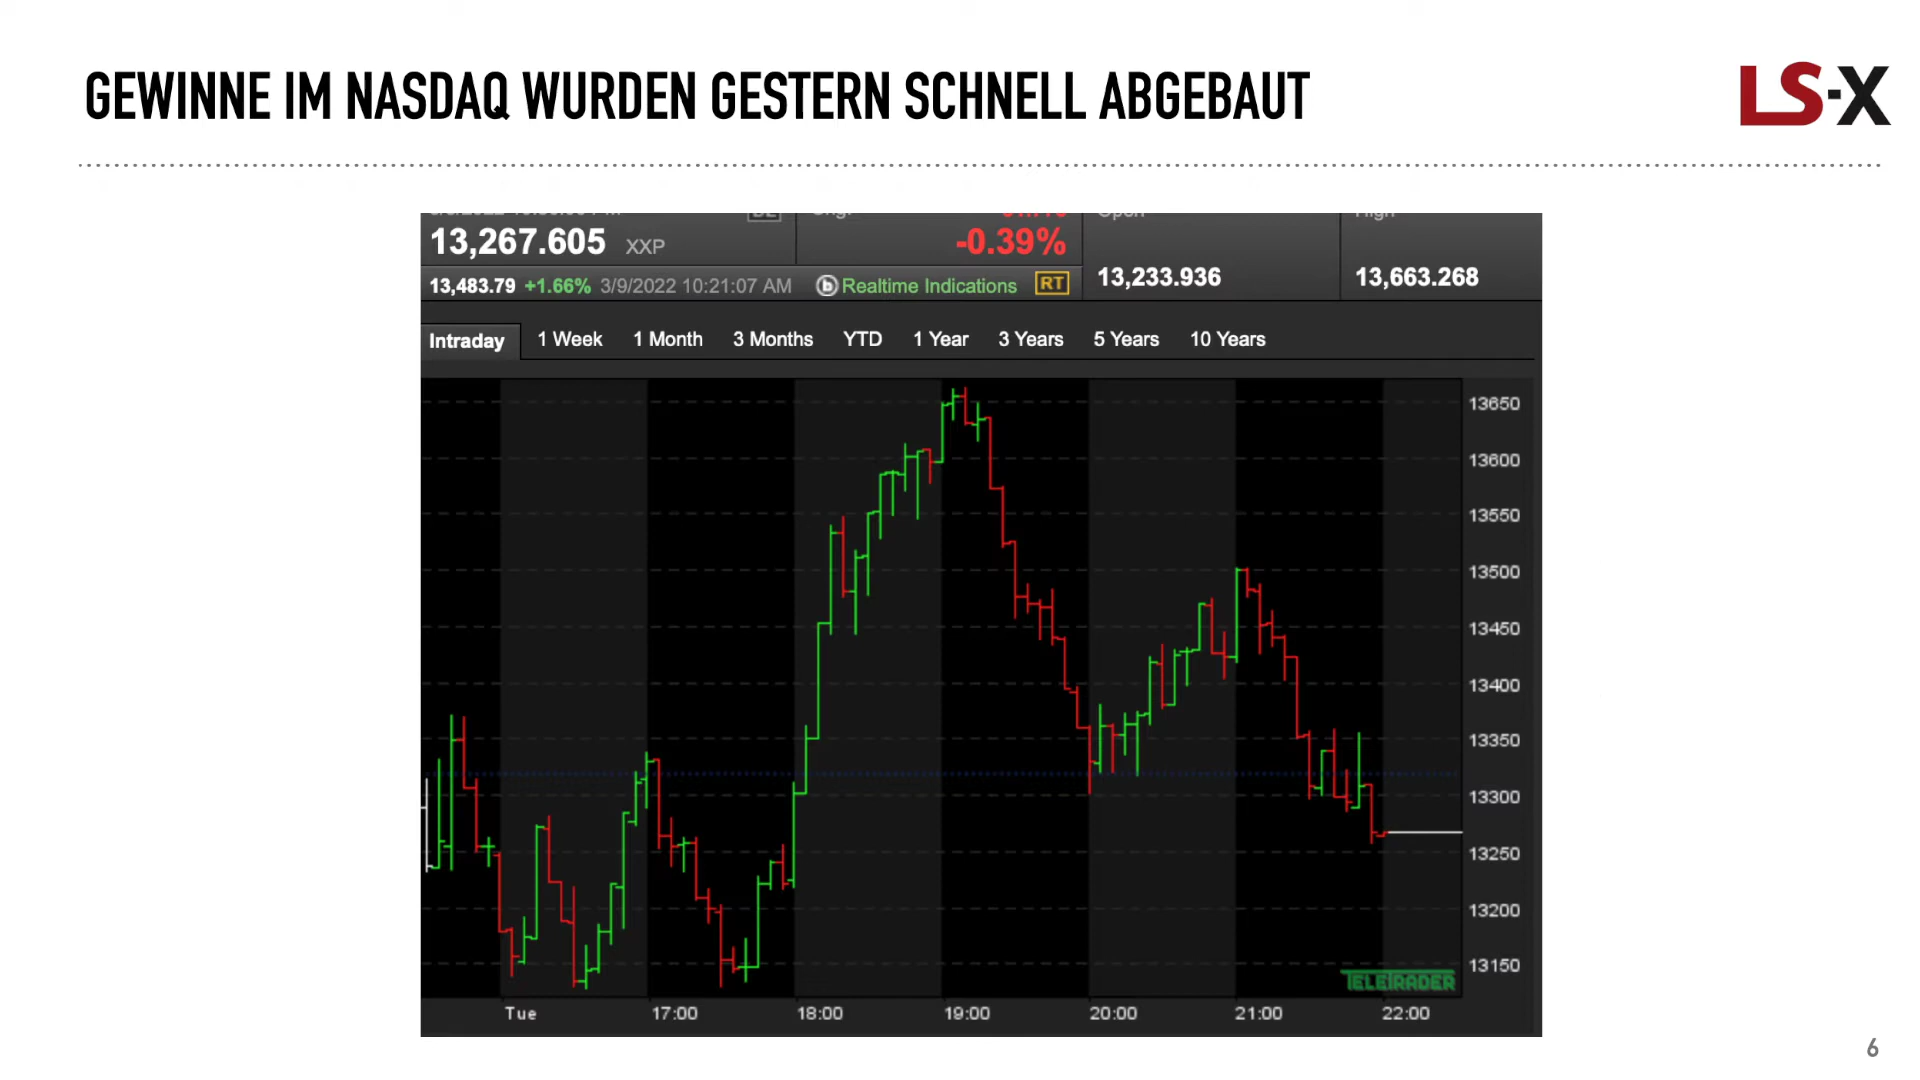 GEWINNE IM NASDAQ WURDEN GESTERN SCHNELL ABGEBAUT
LS-X
Open
High
13,267.605 XXP
-0.39%
13,233.936
13,663.268
13,483.79 +1.66% 3/9/2022 10:21:07 AM
b Realtime Indications RT
Intraday 1 Week 1 Month 3 Months YTD 1 Year 3 Years 5 Years 10 Years
13650
13600
13550
13500
13450
13400
13350
13300
13250
13200
13150
TELETRADER
Tue 17:00 18:00 19:00 20:00 21:00 22:00
6